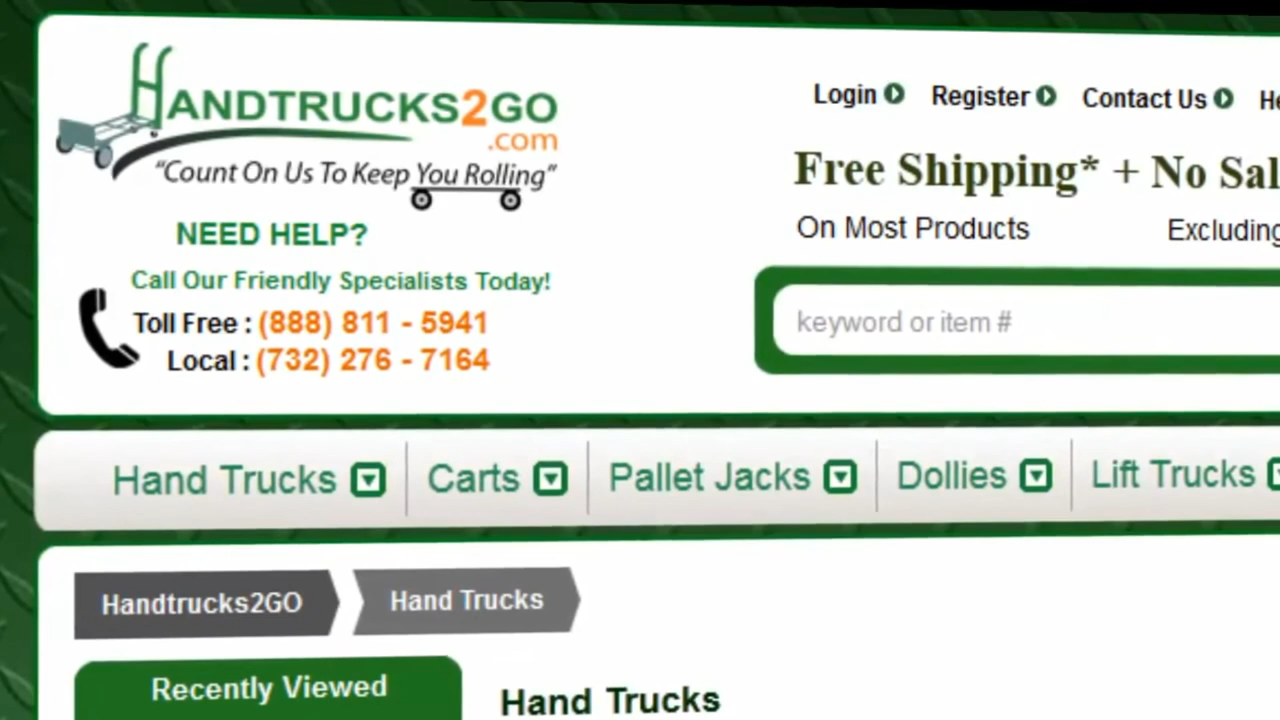 HANDTRUCKS2GO
.com
"Count On Us To Keep You Rolling"
NEED HELP?
Call Our Friendly Specialists Today!
Toll Free : (888) 811 - 5941
Local : (732) 276 - 7164
Login Register Contact Us
Free Shipping* + No
On Most Products Excluding
keyword or item #
Hand Trucks Carts Pallet Jacks Dollies Lift Trucks
Handtrucks2GO Hand Trucks
Recently Viewed
Hand Trucks